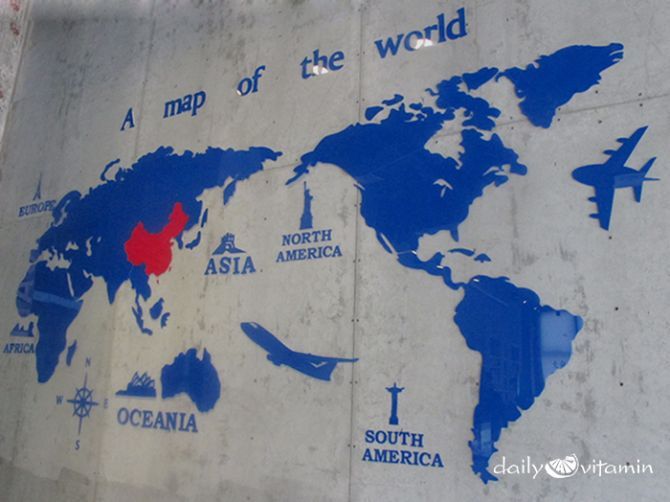 A map of the world
EUROPE
ASIA
NORTH
AMERICA
AFRICA
OCEANIA
N
W E
S
SOUTH
AMERICA
daily vitamin